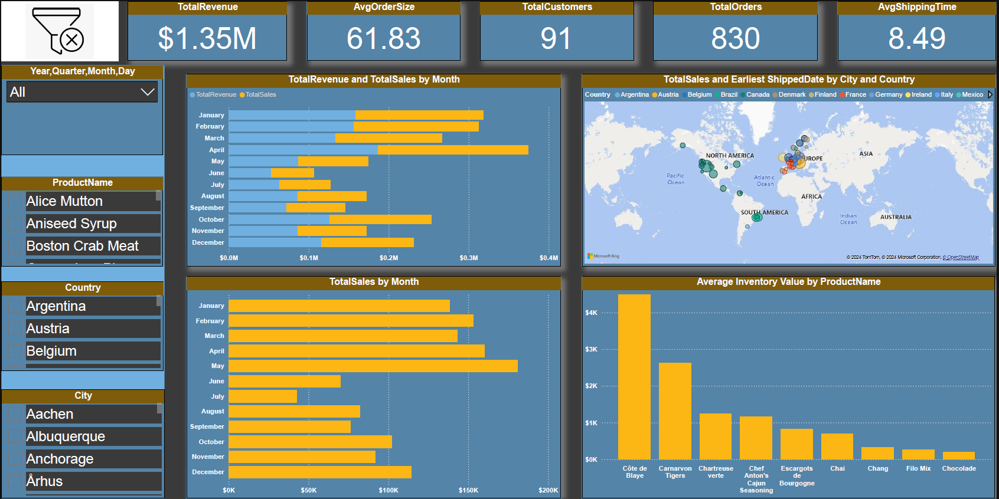 TotalRevenue
$1.35M
AvgOrderSize
61.83
TotalCustomers
91
TotalOrders
830
AvgShippingTime
8.49
Year,Quarter,Month,Day
All
ProductName
Alice Mutton
Aniseed Syrup
Boston Crab Meat
Country
Argentina
Austria
Belgium
City
Aachen
Albuquerque
Anchorage
Århus
TotalRevenue and TotalSales by Month
TotalRevenue TotalSales
January
February
March
April
May
June
July
August
September
October
November
December
$0.0M $0.1M $0.2M $0.3M $0.4M
TotalSales and Earliest ShippedDate by City and Country
Country Argentina Austria Belgium Brazil Canada Denmark Finland France Germany Ireland Italy Mexico
NORTH AMERICA
UROPE
ASIA
Pacific
Ocean
Atlantic
Ocean
AFRICA
SOUTH AMERICA
Indian
Ocean
AUSTRALIA
Microsoft Bing
© 2024 TomTom, © 2024 Microsoft Corporation, © OpenStreetMap
TotalSales by Month
January
February
March
April
May
June
July
August
September
October
November
December
$0K $50K $100K $150K $200K
Average Inventory Value by ProductName
$4K
$3K
$2K
$1K
$0K
Côte de
Blaye
Carnarvon
Tigers
Chartreuse
verte
Chef
Anton's
Cajun
Seasoning
Escargots
de
Bourgogne
Chai
Chang
Filo Mix
Chocolade